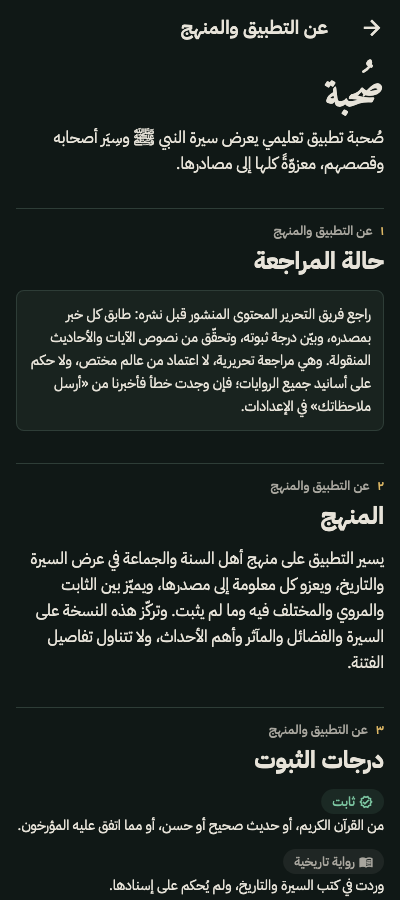 عن التطبيق والمنهج
صُحبة
صُحبة تطبيق تعليمي يعرض سيرة النبي ﷺ وسِيَر أصحابه
وقصصهم، معزوّةً كلها إلى مصادرها.
١ عن التطبيق والمنهج
حالة المراجعة
راجع فريق التحرير المحتوى المنشور قبل نشره: طابق كل خبر
بمصدره، وبيّن درجة ثبوته، وتحقّق من نصوص الآيات والأحاديث
المنقولة. وهي مراجعة تحريرية، لا اعتماد من عالم مختص، ولا حكم
على أسانيد جميع الروايات؛ فإن وجدت خطأً فأخبرنا من «أرسل
ملاحظاتك» في الإعدادات.
٢ عن التطبيق والمنهج
المنهج
يسير التطبيق على منهج أهل السنة والجماعة في عرض السيرة
والتاريخ، ويعزو كل معلومة إلى مصدرها، ويميّز بين الثابت
والمروي والمختلف فيه وما لم يثبت. وتركّز هذه النسخة على
السيرة والفضائل والمآثر وأهم الأحداث، ولا تتناول تفاصيل
الفتنة.
٣ عن التطبيق والمنهج
درجات الثبوت
ثابت
من القرآن الكريم، أو حديث صحيح أو حسن، أو مما اتفق عليه المؤرخون.
رواية تاريخية
وردت في كتب السيرة والتاريخ، ولم يُحكم على إسنادها.